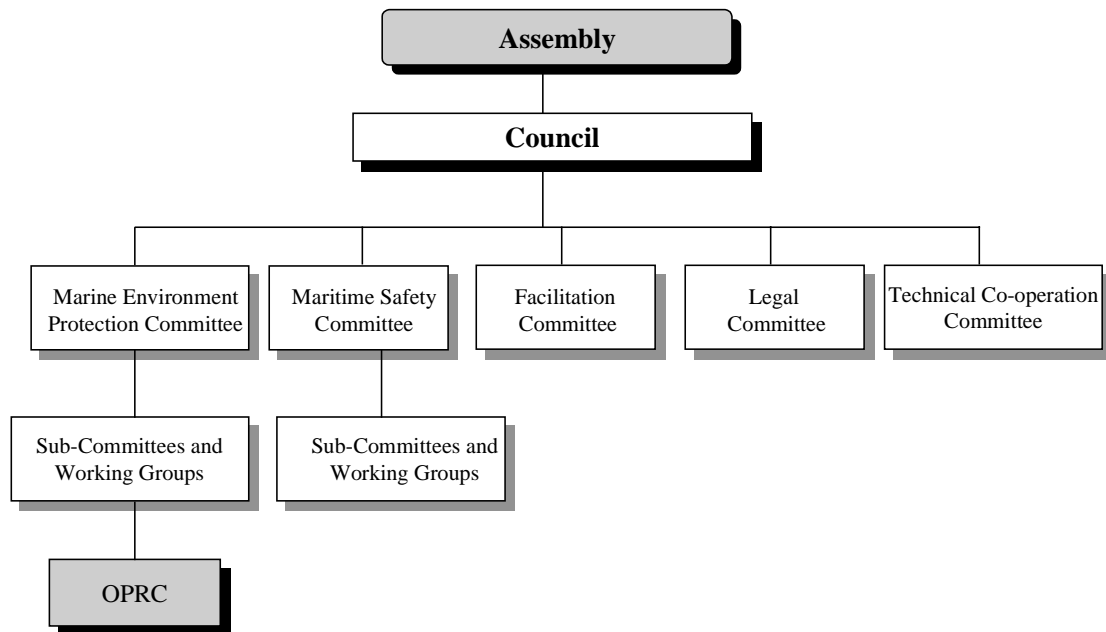 Assembly
Council
Marine Environment
Protection Committee
Maritime Safety
Committee
Facilitation
Committee
Legal
Committee
Technical Co-operation
Committee
Sub-Committees and
Working Groups
Sub-Committees and
Working Groups
OPRC